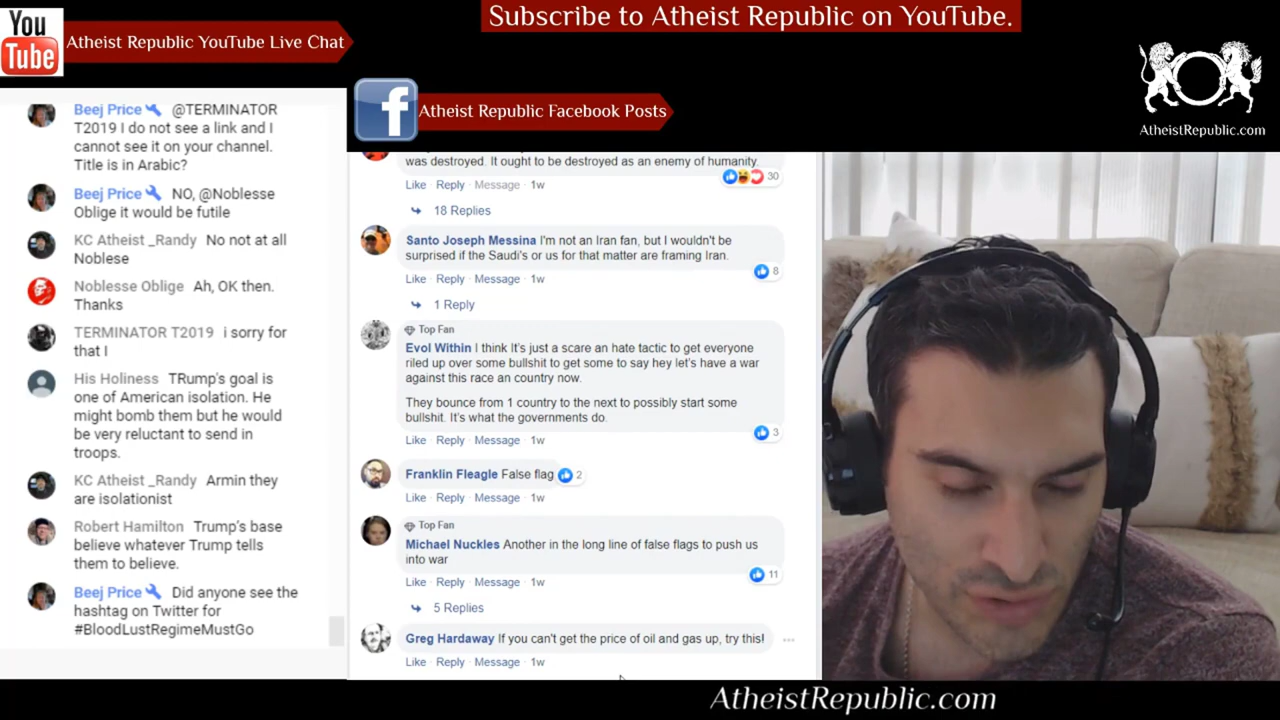 Subscribe to Atheist Republic on YouTube.
You
Tube
Atheist Republic YouTube Live Chat
f
Atheist Republic Facebook Posts
AtheistRepublic.com
Beej Price @TERMINATOR
T2019 I do not see a link and I
cannot see it on your channel.
Title is in Arabic?
Beej Price NO, @Noblesse
Oblige it would be futile
KC Atheist _Randy No not at all
Noblese
Noblesse Oblige Ah, OK then.
Thanks
TERMINATOR T2019 i sorry for
that I
His Holiness TRump's goal is
one of American isolation. He
might bomb them but he would
be very reluctant to send in
troops.
KC Atheist _Randy Armin they
are isolationist
Robert Hamilton Trump's base
believe whatever Trump tells
them to believe.
Beej Price Did anyone see the
hashtag on Twitter for
#BloodLustRegimeMustGo
was destroyed. It ought to be destroyed as an enemy of humanity.
30
Like · Reply · Message · 1w
18 Replies
Santo Joseph Messina I'm not an Iran fan, but I wouldn't be
surprised if the Saudi's or us for that matter are framing Iran.
8
Like · Reply · Message · 1w
1 Reply
Top Fan
Evol Within I think It's just a scare an hate tactic to get everyone
riled up over some bullshit to get some to say hey let's have a war
against this race an country now.
They bounce from 1 country to the next to possibly start some
bullshit. It's what the governments do.
3
Like · Reply · Message · 1w
Franklin Fleagle False flag 2
Like · Reply · Message · 1w
Top Fan
Michael Nuckles Another in the long line of false flags to push us
into war
11
Like · Reply · Message · 1w
5 Replies
Greg Hardaway If you can't get the price of oil and gas up, try this!
Like · Reply · Message · 1w
AtheistRepublic.com